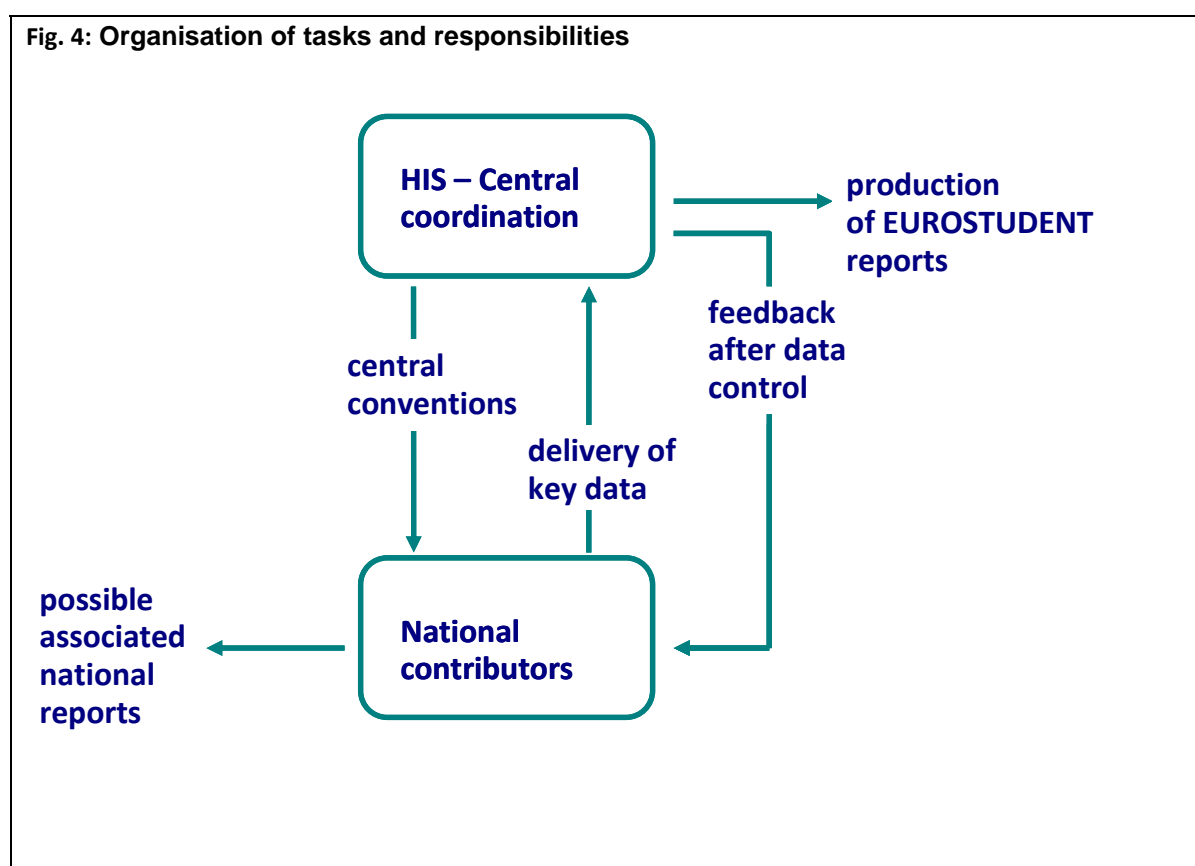 Fig. 4: Organisation of tasks and responsibilities
HIS – Central
coordination
production
of EUROSTUDENT
reports
feedback
after data
control
central
conventions
delivery of
key data
possible
associated
national
reports
National
contributors